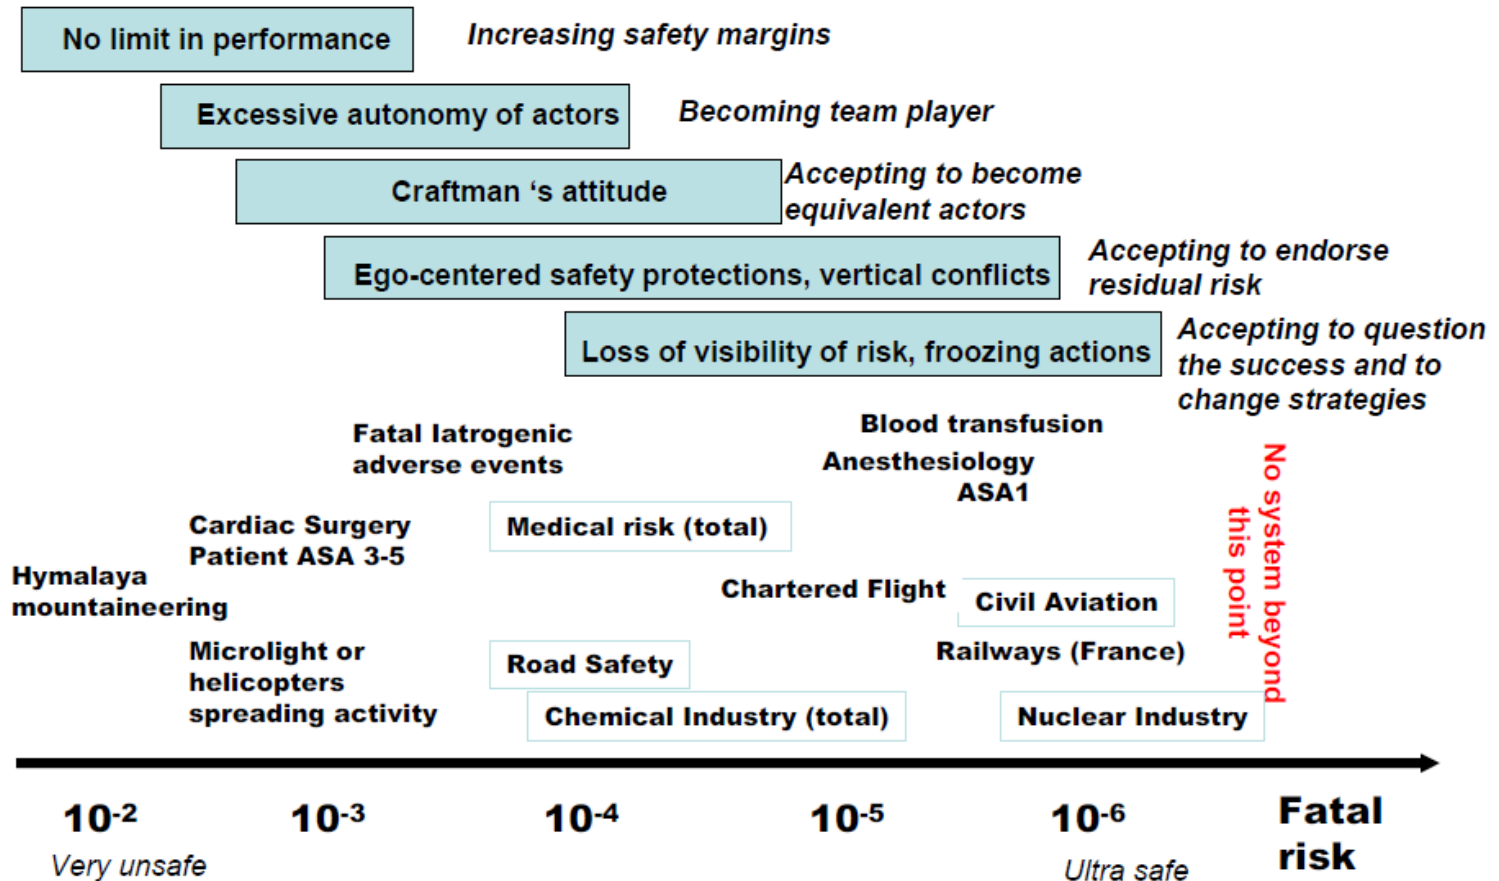 No limit in performance
Increasing safety margins
Excessive autonomy of actors
Becoming team player
Craftman ‘s attitude
Accepting to become
equivalent actors
Ego-centered safety protections, vertical conflicts
Accepting to endorse
residual risk
Loss of visibility of risk, froozing actions
Accepting to question
the success and to
change strategies
Fatal Iatrogenic
adverse events
Blood transfusion
Anesthesiology
ASA1
Cardiac Surgery
Patient ASA 3-5
Medical risk (total)
No system beyond
this point
Hymalaya
mountaineering
Chartered Flight
Civil Aviation
Microlight or
helicopters
spreading activity
Road Safety
Railways (France)
Chemical Industry (total)
Nuclear Industry
10-2
10-3
10-4
10-5
10-6
Fatal
risk
Very unsafe
Ultra safe